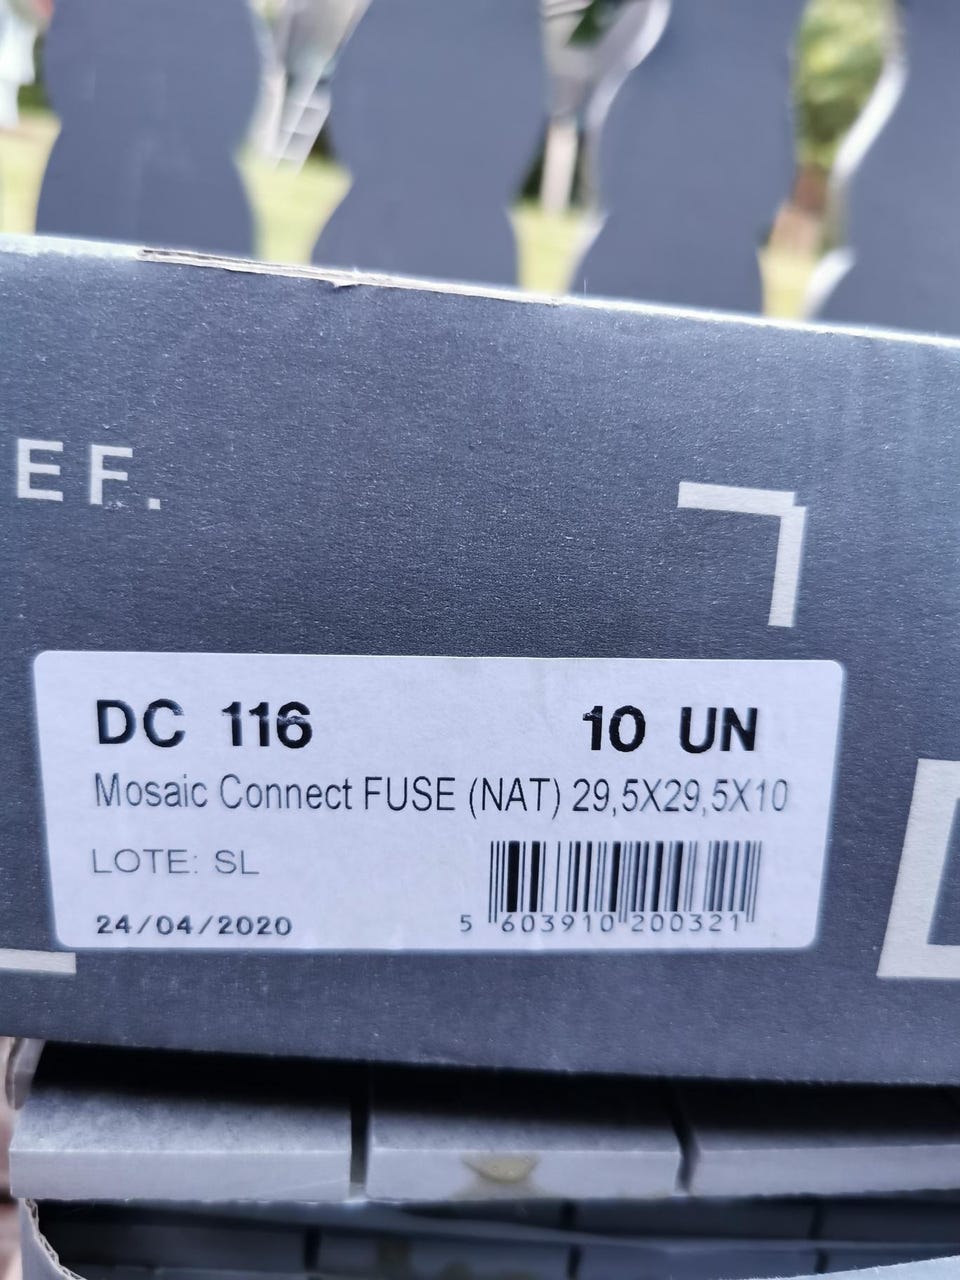 EF.
DC 116 10 UN
Mosaic Connect FUSE (NAT) 29,5X29,5X10
LOTE: SL
24/04/2020
5 603910 200321